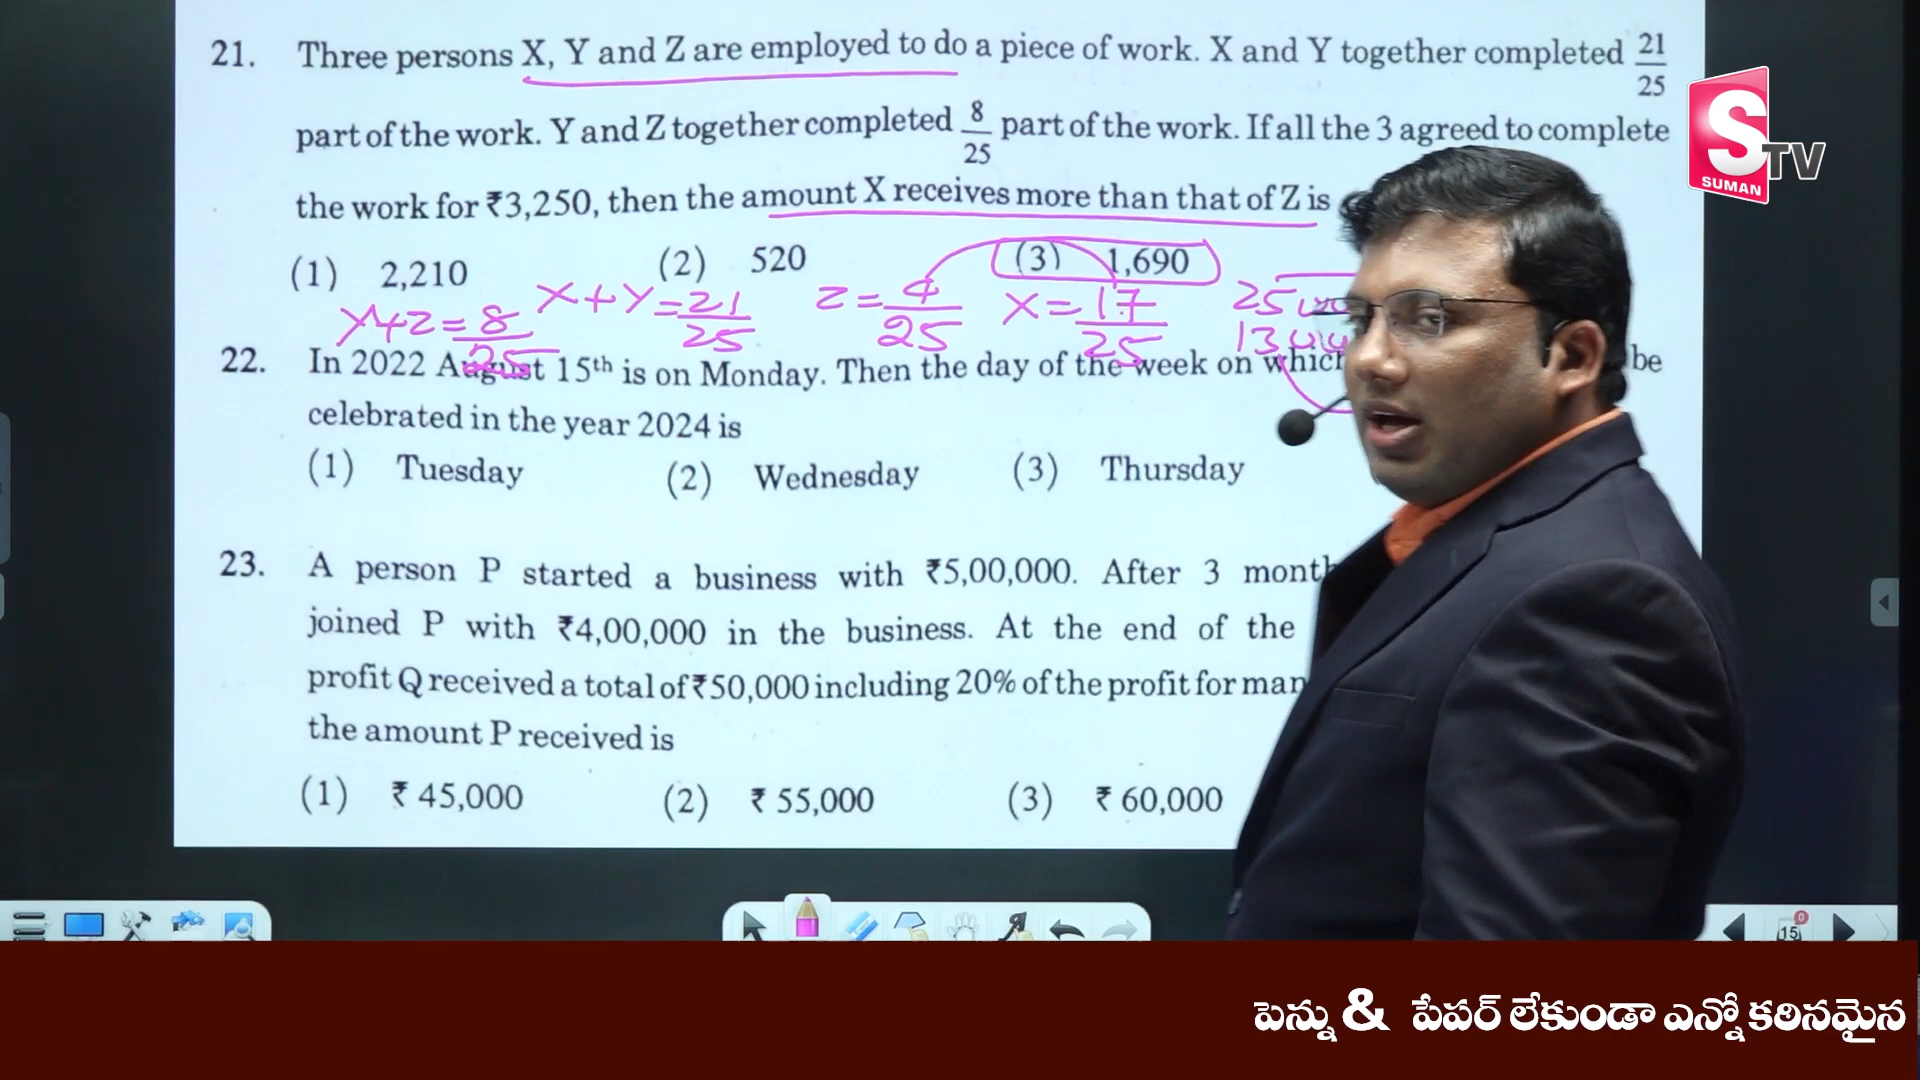 21. Three persons X, Y and Z are employed to do a piece of work. X and Y together completed 21/25
part of the work. Y and Z together completed 8/25 part of the work. If all the 3 agreed to complete
the work for ₹3,250, then the amount X receives more than that of Z is
(1) 2,210 (2) 520 (3) 1,690
Y+Z=8/25 X+Y=21/25 Z=4/25 X=17/25 25
13
22. In 2022 August 15th is on Monday. Then the day of the week on which be
celebrated in the year 2024 is
(1) Tuesday (2) Wednesday (3) Thursday
23. A person P started a business with ₹5,00,000. After 3
joined P with ₹4,00,000 in the business. At the end of the
profit Q received a total of ₹50,000 including 20% of the profit for
the amount P received is
(1) ₹ 45,000 (2) ₹ 55,000 (3) ₹ 60,000
S TV
SUMAN
15
0
పెన్ను & పేపర్ లేకుండా ఎన్నో కఠినమైన